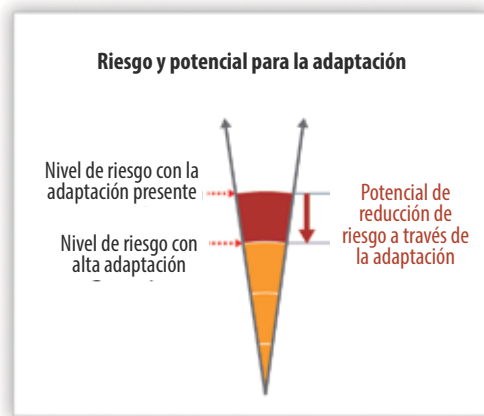 Riesgo y potencial para la adaptación
Nivel de riesgo con la
adaptación presente
Nivel de riesgo con
alta adaptación
Potencial de
reducción de
riesgo a través de
la adaptación